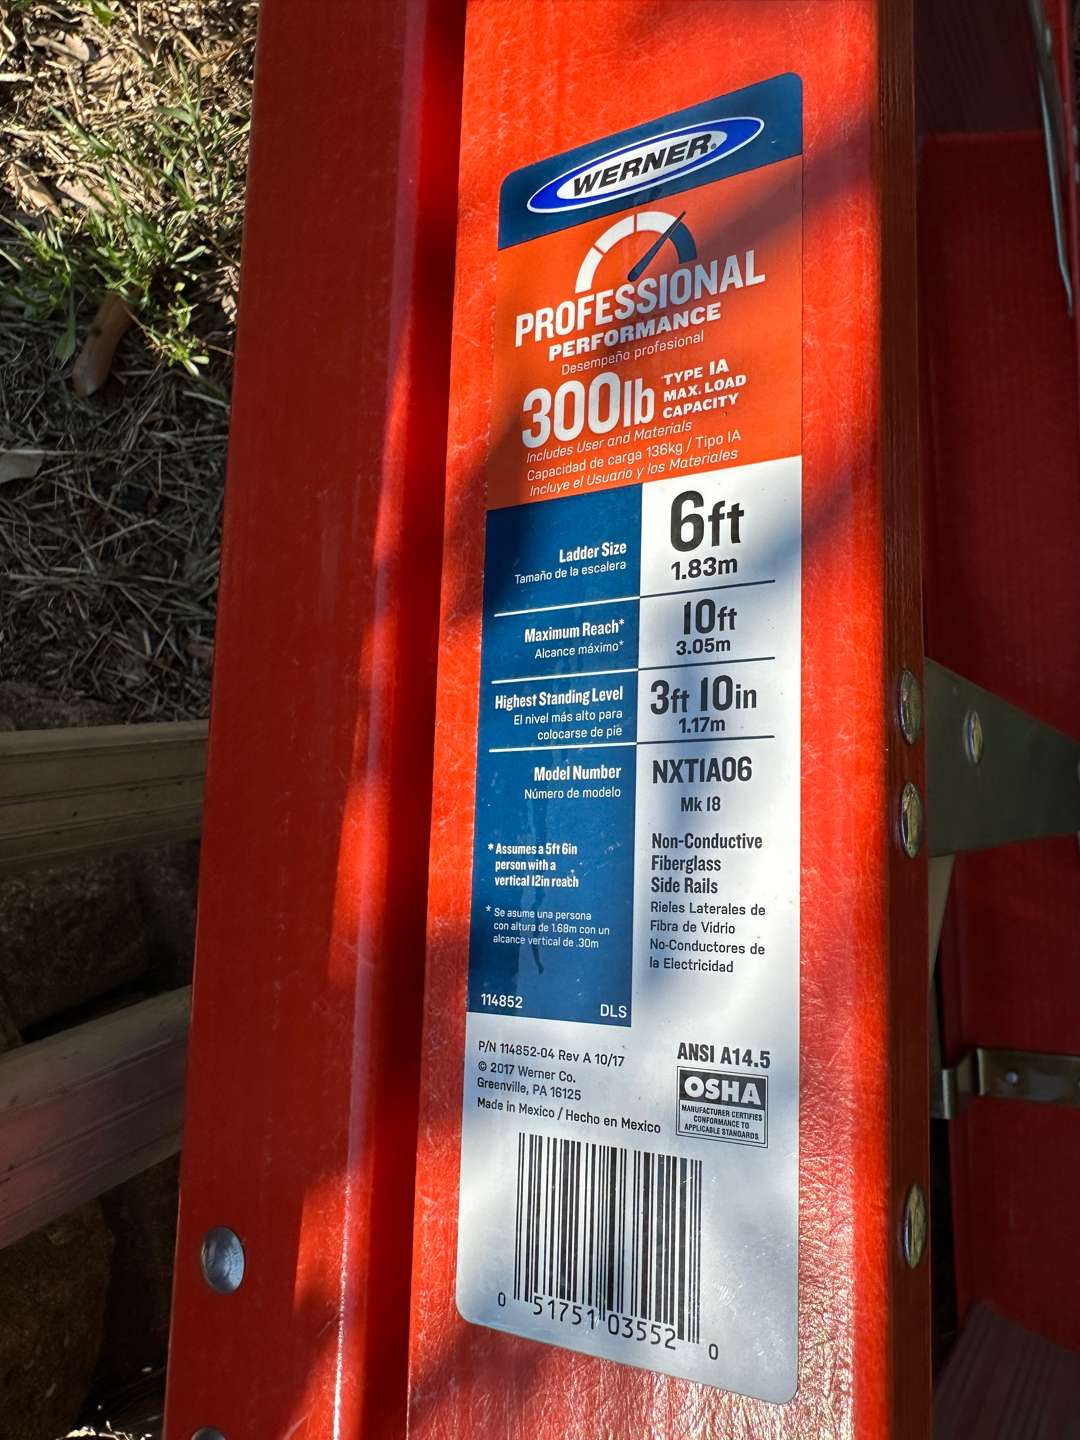 WERNER®
PROFESSIONAL
PERFORMANCE
Desempeño profesional
300lb TYPE IA
MAX. LOAD
CAPACITY
Includes User and Materials
Capacidad de carga 136kg / Tipo IA
Incluye el Usuario y los Materiales
Ladder Size
Tamaño de la escalera
6ft
1.83m
Maximum Reach*
Alcance máximo*
10ft
3.05m
Highest Standing Level
El nivel más alto para
colocarse de pie
3ft 10in
1.17m
Model Number
Número de modelo
NXT1A06
Mk 18
* Assumes a 5ft 6in
person with a
vertical 12in reach
* Se asume una persona
con altura de 1.68m con un
alcance vertical de .30m
114852 DLS
Non-Conductive
Fiberglass
Side Rails
Rieles Laterales de
Fibra de Vidrio
No-Conductores de
la Electricidad
P/N 114852-04 Rev A 10/17
© 2017 Werner Co.
Greenville, PA 16125
Made in Mexico / Hecho en Mexico
ANSI A14.5
OSHA
MANUFACTURER CERTIFIES
CONFORMANCE TO
APPLICABLE STANDARDS
0 51751 03552 0